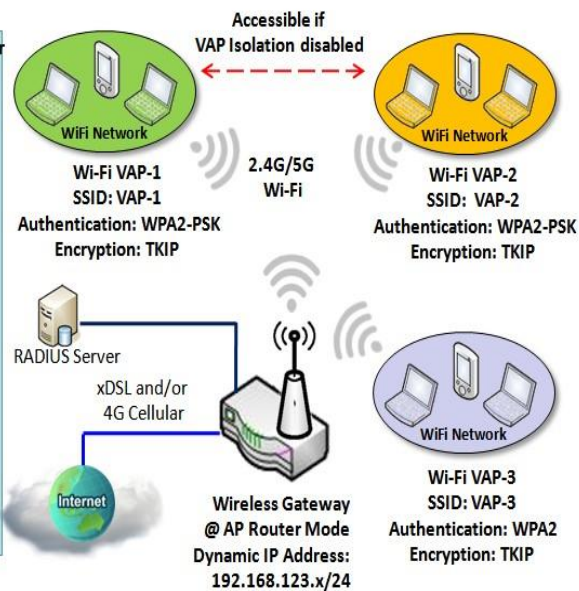 Accessible if
VAP Isolation disabled
WiFi Network
Wi-Fi VAP-1
SSID: VAP-1
Authentication: WPA2-PSK
Encryption: TKIP
2.4G/5G
Wi-Fi
WiFi Network
Wi-Fi VAP-2
SSID: VAP-2
Authentication: WPA2-PSK
Encryption: TKIP
RADIUS Server
xDSL and/or
4G Cellular
Internet
Wireless Gateway
@ AP Router Mode
Dynamic IP Address:
192.168.123.x/24
WiFi Network
Wi-Fi VAP-3
SSID: VAP-3
Authentication: WPA2
Encryption: TKIP